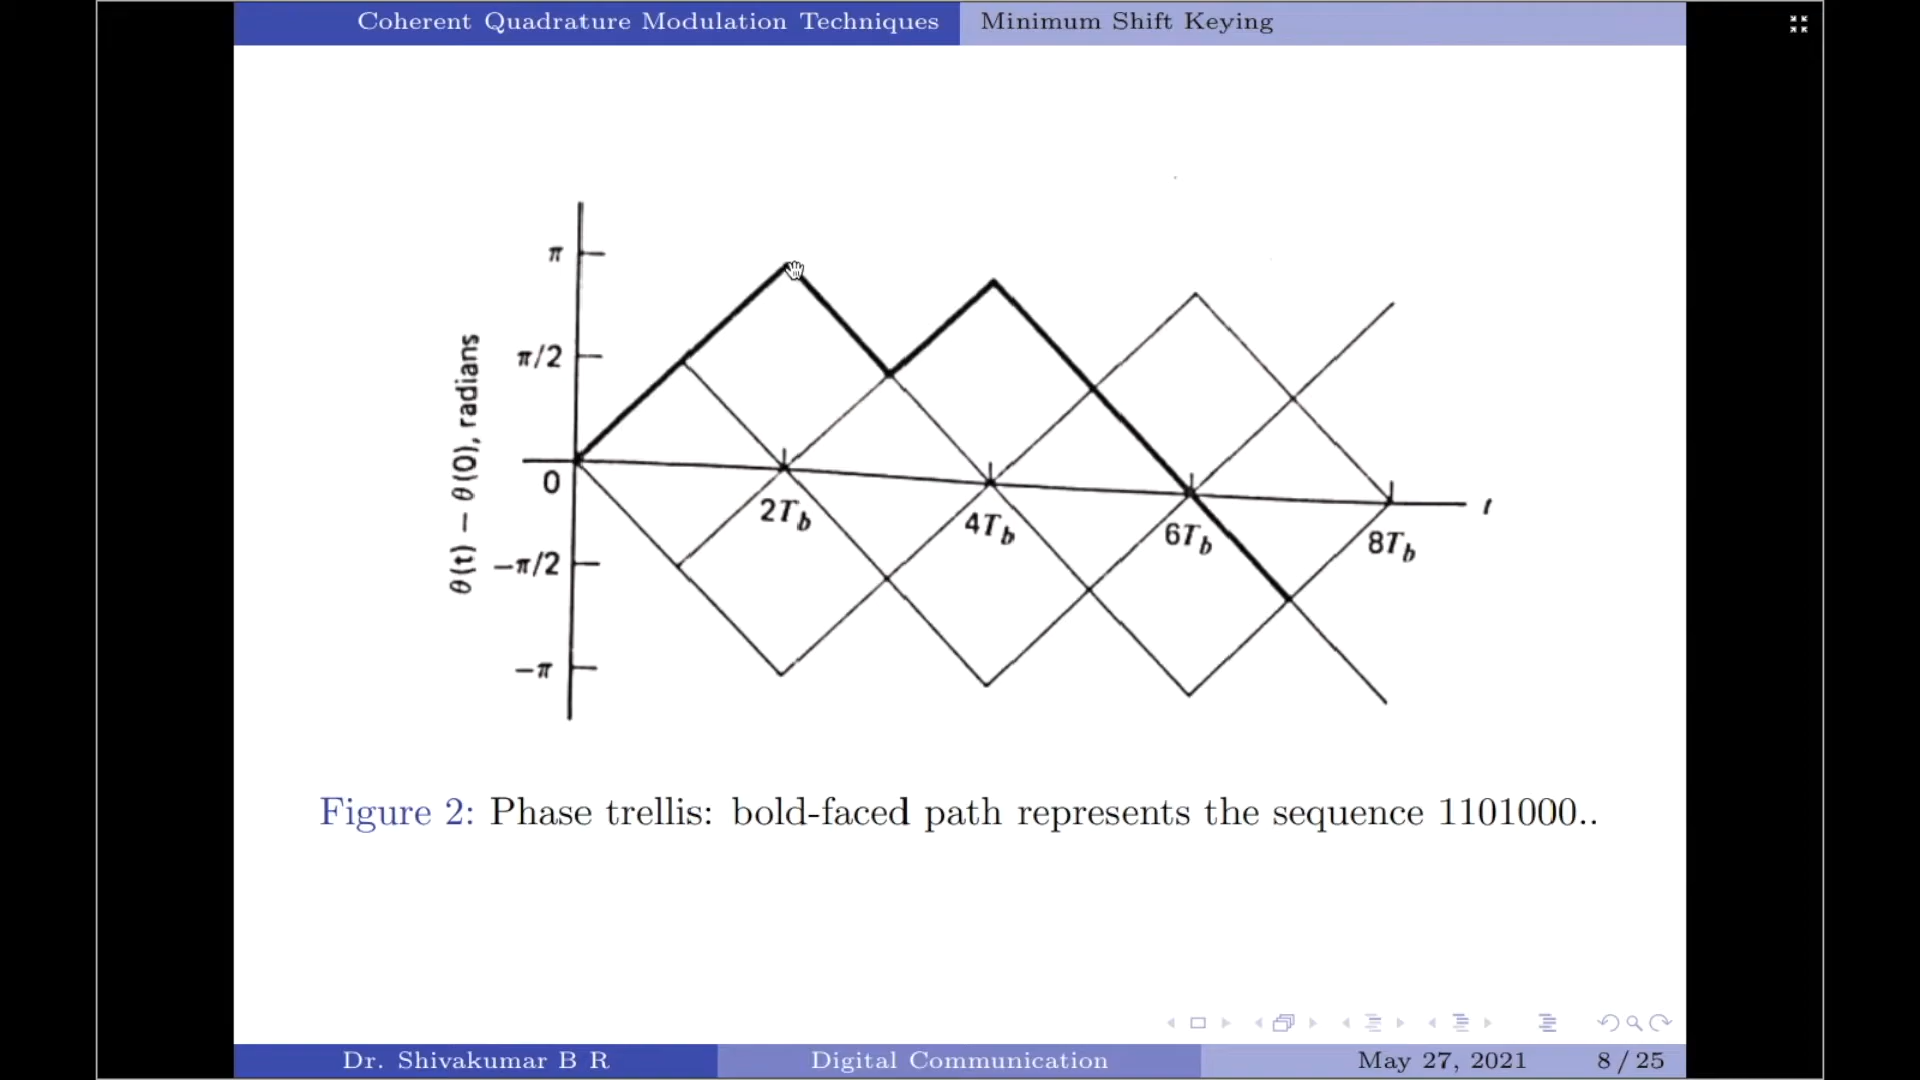 Coherent Quadrature Modulation Techniques
Minimum Shift Keying
π
π/2
0
−π/2
−π
θ(t) − θ(0), radians
2T_b
4T_b
6T_b
8T_b
t
Figure 2: Phase trellis: bold-faced path represents the sequence 1101000..
Dr. Shivakumar B R
Digital Communication
May 27, 2021
8 / 25